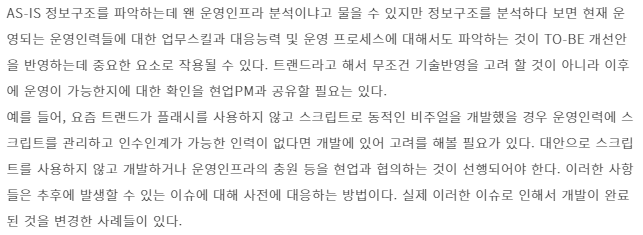 AS-IS 정보구조를 파악하는데 왠 운영인프라 분석이냐고 물을 수 있지만 정보구조를 분석하다 보면 현재 운
영되는 운영인력들에 대한 업무스킬과 대응능력 및 운영 프로세스에 대해서도 파악하는 것이 TO-BE 개선안
을 반영하는데 중요한 요소로 작용될 수 있다. 트랜드라고 해서 무조건 기술반영을 고려 할 것이 아니라 이후
에 운영이 가능한지에 대한 확인을 현업PM과 공유할 필요는 있다.
예를 들어, 요즘 트랜드가 플래시를 사용하지 않고 스크립트로 동적인 비주얼을 개발했을 경우 운영인력에 스
크립트를 관리하고 인수인계가 가능한 인력이 없다면 개발에 있어 고려를 해볼 필요가 있다. 대안으로 스크립
트를 사용하지 않고 개발하거나 운영인프라의 충원 등을 현업과 협의하는 것이 선행되어야 한다. 이러한 사항
들은 추후에 발생할 수 있는 이슈에 대해 사전에 대응하는 방법이다. 실제 이러한 이슈로 인해서 개발이 완료
된 것을 변경한 사례들이 있다.